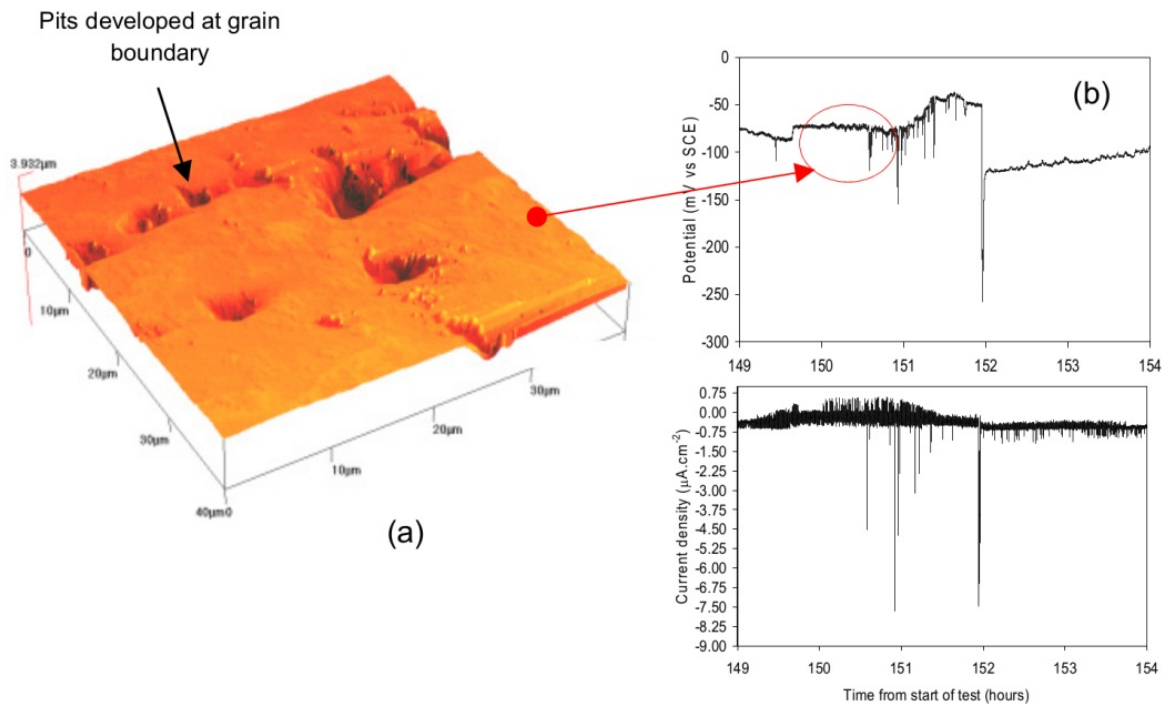 Pits developed at grain
boundary
3.932µm
0
10µm
20µm
30µm
40µm0
10µm
20µm
30µm
(a)
(b)
Potential (mV vs SCE)
0
-50
-100
-150
-200
-250
-300
149 150 151 152 153 154
Current density (µA.cm-2)
0.75
0.00
-0.75
-1.50
-2.25
-3.00
-3.75
-4.50
-5.25
-6.00
-6.75
-7.50
-8.25
-9.00
149 150 151 152 153 154
Time from start of test (hours)